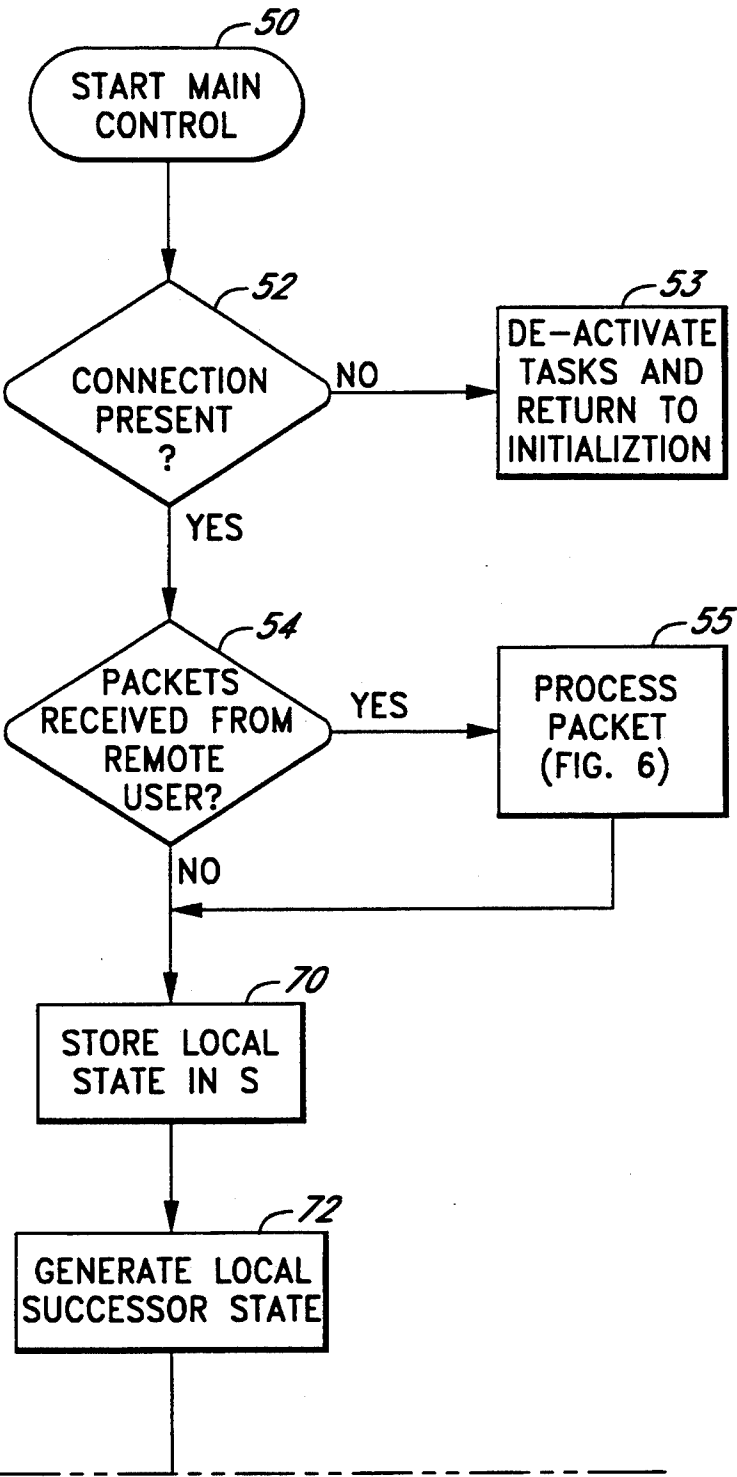 50
START MAIN
CONTROL
52
CONNECTION
PRESENT
?
NO
53
DE-ACTIVATE
TASKS AND
RETURN TO
INITIALIZTION
YES
54
PACKETS
RECEIVED FROM
REMOTE
USER?
YES
55
PROCESS
PACKET
(FIG. 6)
NO
70
STORE LOCAL
STATE IN S
72
GENERATE LOCAL
SUCCESSOR STATE